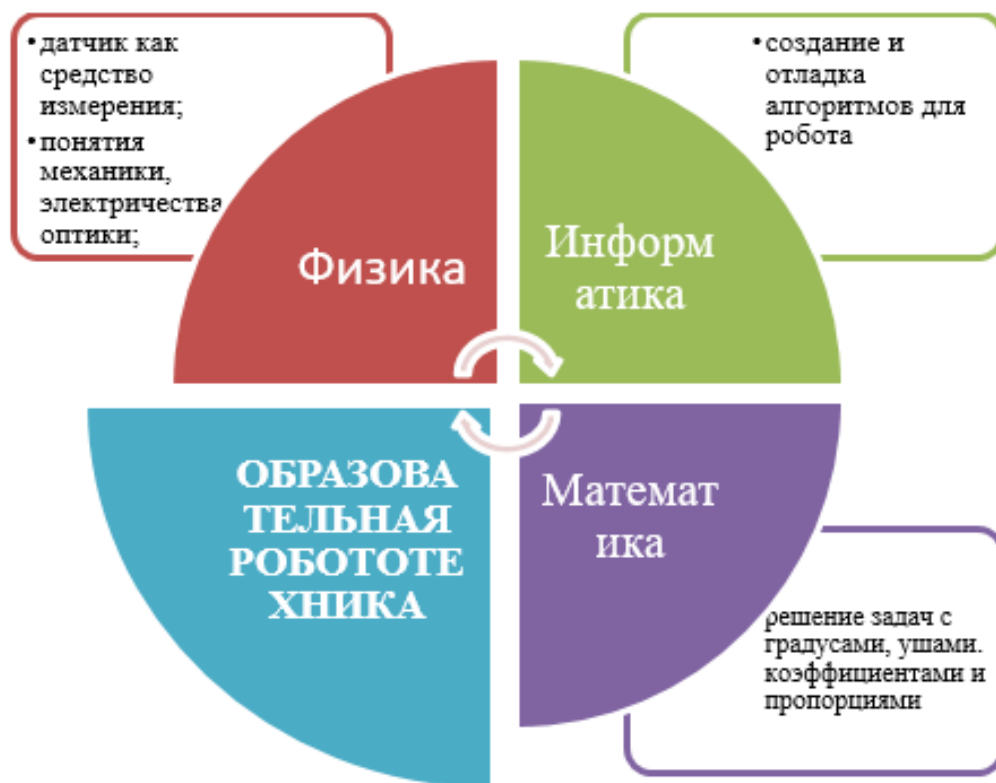 • датчик как
средство
измерения;
• понятия
механики,
электричества
оптики;
Физика
• создание и
отладка
алгоритмов для
робота
Информ
атика
ОБРАЗОВА
ТЕЛЬНАЯ
РОБОТОТЕ
ХНИКА
Математ
ика
решение задач с
градусами, ушами.
коэффициентами и
пропорциями